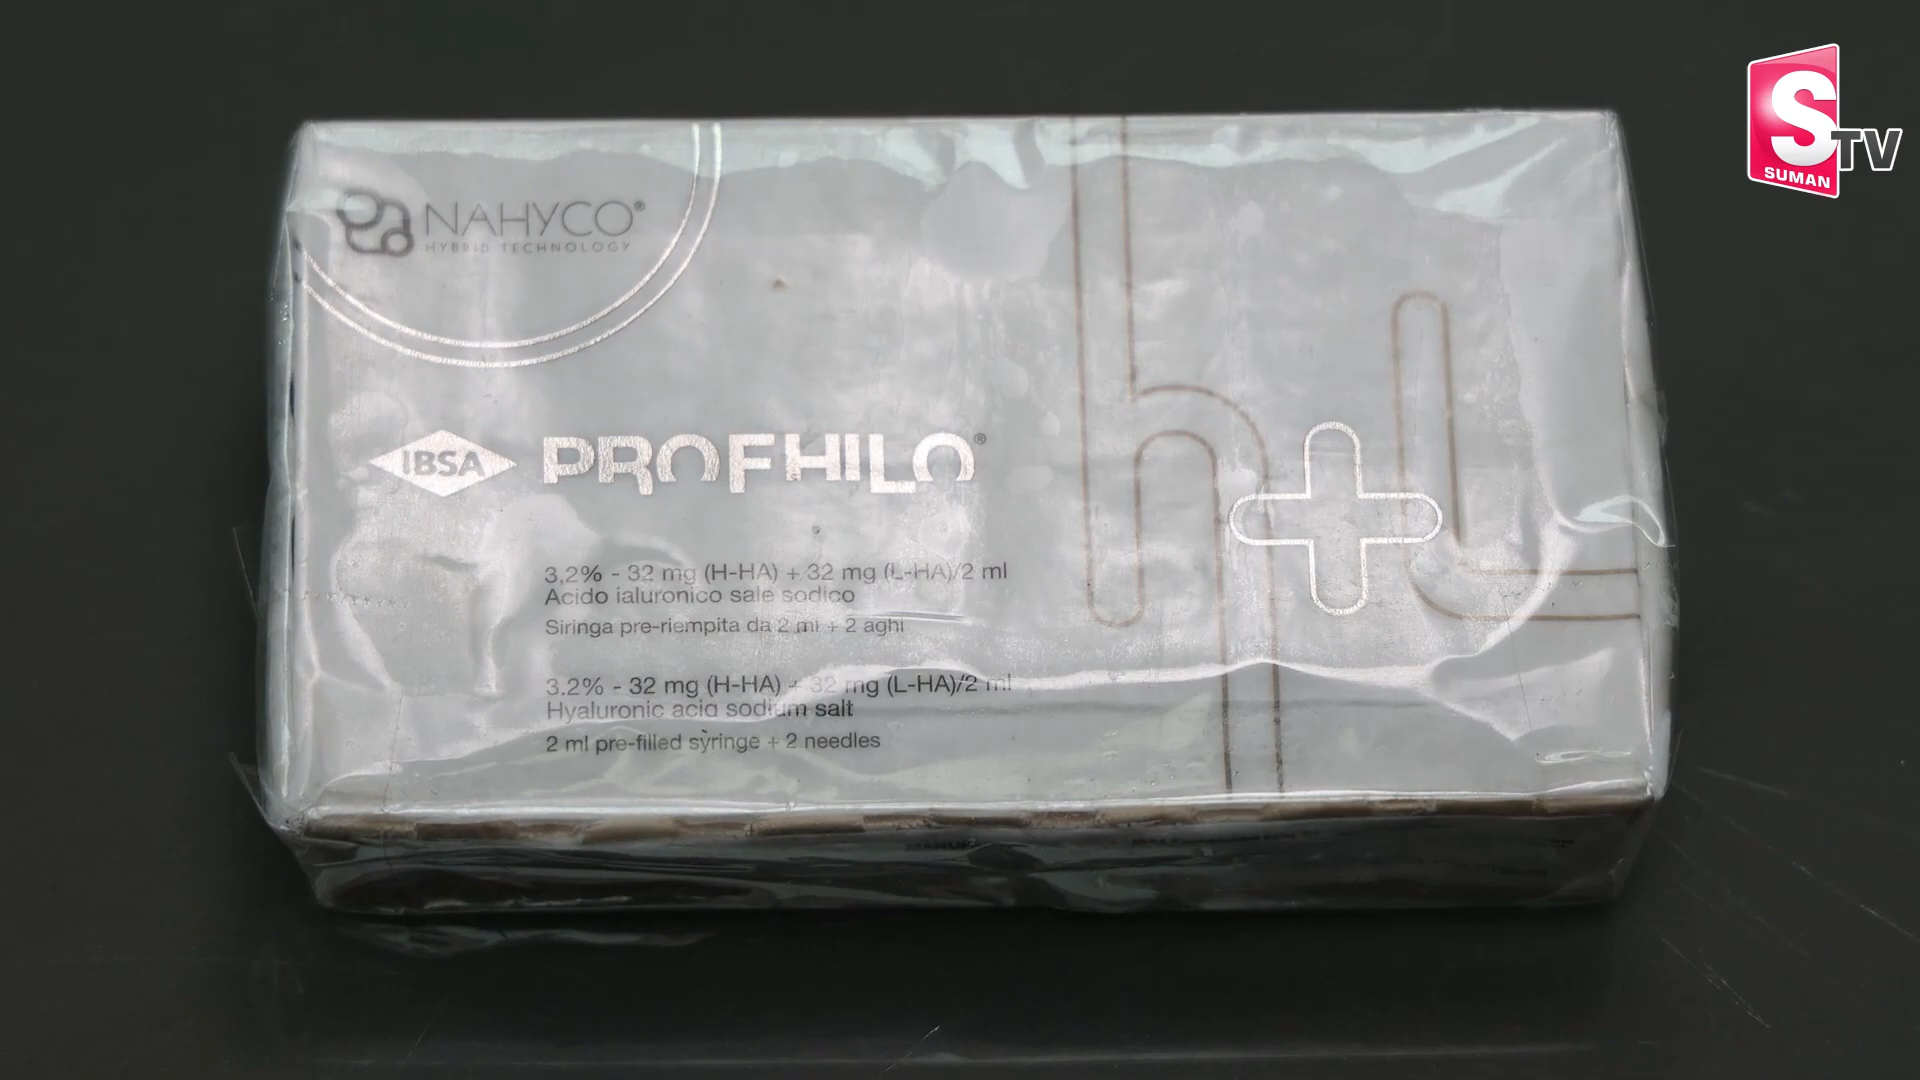 NAHYCO®
HYBRID TECHNOLOGY
S
TV
SUMAN
IBSA PROFHILO®
3,2% - 32 mg (H-HA) + 32 mg (L-HA)/2 ml
Acido ialuronico sale sodico
Siringa pre-riempita da 2 ml + 2 aghi
3.2% - 32 mg (H-HA) + 32 mg (L-HA)/2 ml
Hyaluronic acid sodium salt
2 ml pre-filled syringe + 2 needles
h+L